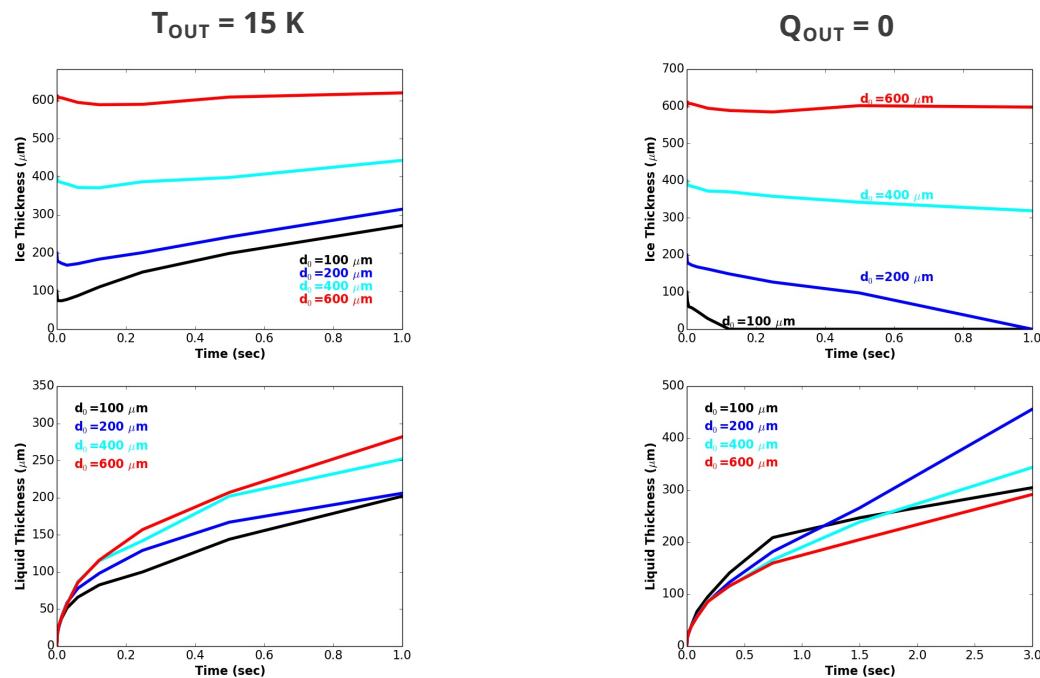 T_OUT = 15 K
Q_OUT = 0
600
500
400
300
200
100
0
Ice Thickness (μm)
d₀=100 μm
d₀=200 μm
d₀=400 μm
d₀=600 μm
0.0 0.2 0.4 0.6 0.8 1.0
Time (sec)
700
600
500
400
300
200
100
0
Ice Thickness (μm)
d₀=600 μm
d₀=400 μm
d₀=200 μm
d₀=100 μm
0.0 0.2 0.4 0.6 0.8 1.0
Time (sec)
350
300
250
200
150
100
50
0
Liquid Thickness (μm)
d₀=100 μm
d₀=200 μm
d₀=400 μm
d₀=600 μm
0.0 0.2 0.4 0.6 0.8 1.0
Time (sec)
500
400
300
200
100
0
Liquid Thickness (μm)
d₀=100 μm
d₀=200 μm
d₀=400 μm
d₀=600 μm
0.0 0.5 1.0 1.5 2.0 2.5 3.0
Time (sec)